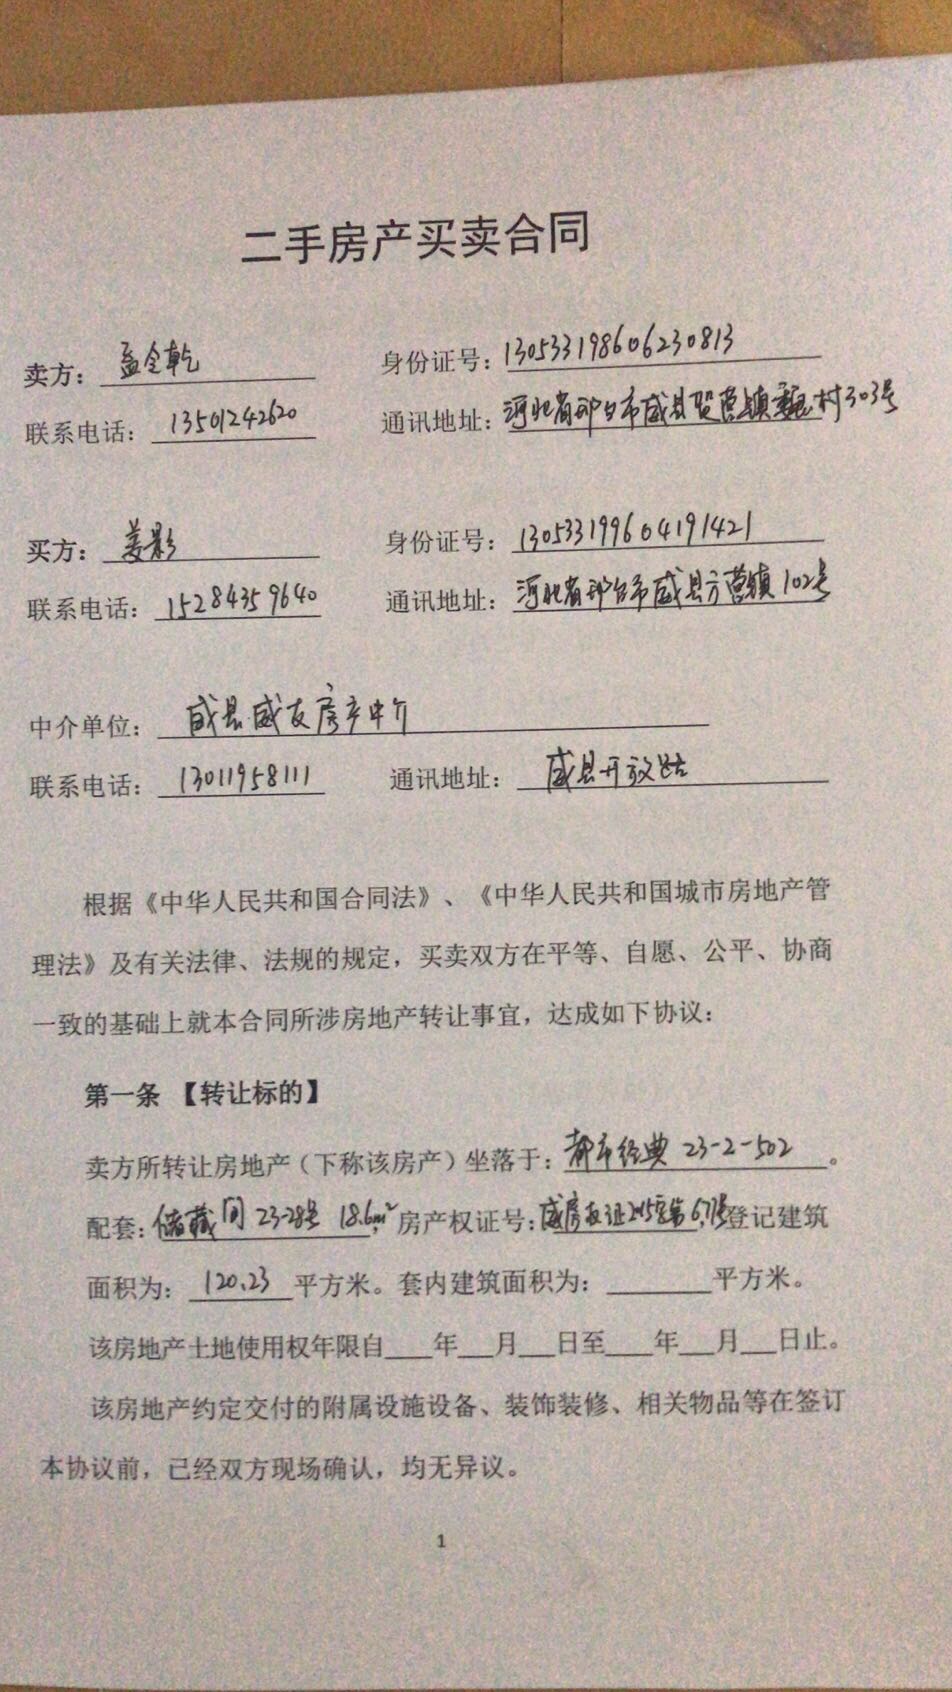 二手房产买卖合同
卖方：孟全乾 身份证号：130533198606230813
联系电话：13501242620 通讯地址：河北省邢台市威县贺营镇魏村303号
买方：姜影 身份证号：130533199604191421
联系电话：15284359640 通讯地址：河北省邢台市威县方营镇102号
中介单位：威县威友房产中介
联系电话：13011958111 通讯地址：威县开放路
根据《中华人民共和国合同法》、《中华人民共和国城市房地产管
理法》及有关法律、法规的规定，买卖双方在平等、自愿、公平、协商
一致的基础上就本合同所涉房地产转让事宜，达成如下协议：
第一条 【转让标的】
卖方所转让房地产（下称该房产）坐落于：都市经典 23-2-502。
配套：储藏间 23-28号 18.6m² 房产权证号：威房权证2015字第671号登记建筑
面积为：120.23平方米。套内建筑面积为：______平方米。
该房地产土地使用权年限自___年___月___日至___年___月___日止。
该房地产约定交付的附属设施设备、装饰装修、相关物品等在签订
本协议前，已经双方现场确认，均无异议。
1